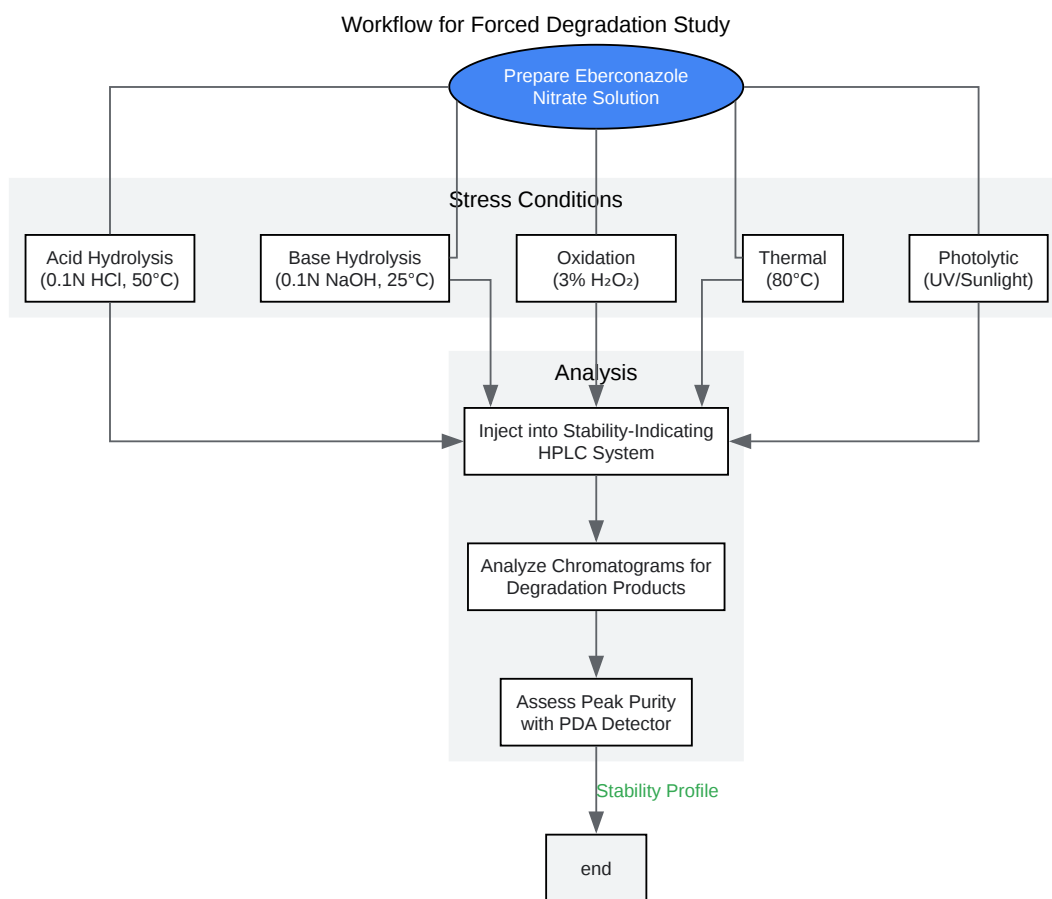 Workflow for Forced Degradation Study
Prepare Eberconazole
Nitrate Solution
Stress Conditions
Acid Hydrolysis
(0.1N HCl, 50°C)
Base Hydrolysis
(0.1N NaOH, 25°C)
Oxidation
(3% H₂O₂)
Thermal
(80°C)
Photolytic
(UV/Sunlight)
Analysis
Inject into Stability-Indicating
HPLC System
Analyze Chromatograms for
Degradation Products
Assess Peak Purity
with PDA Detector
Stability Profile
end